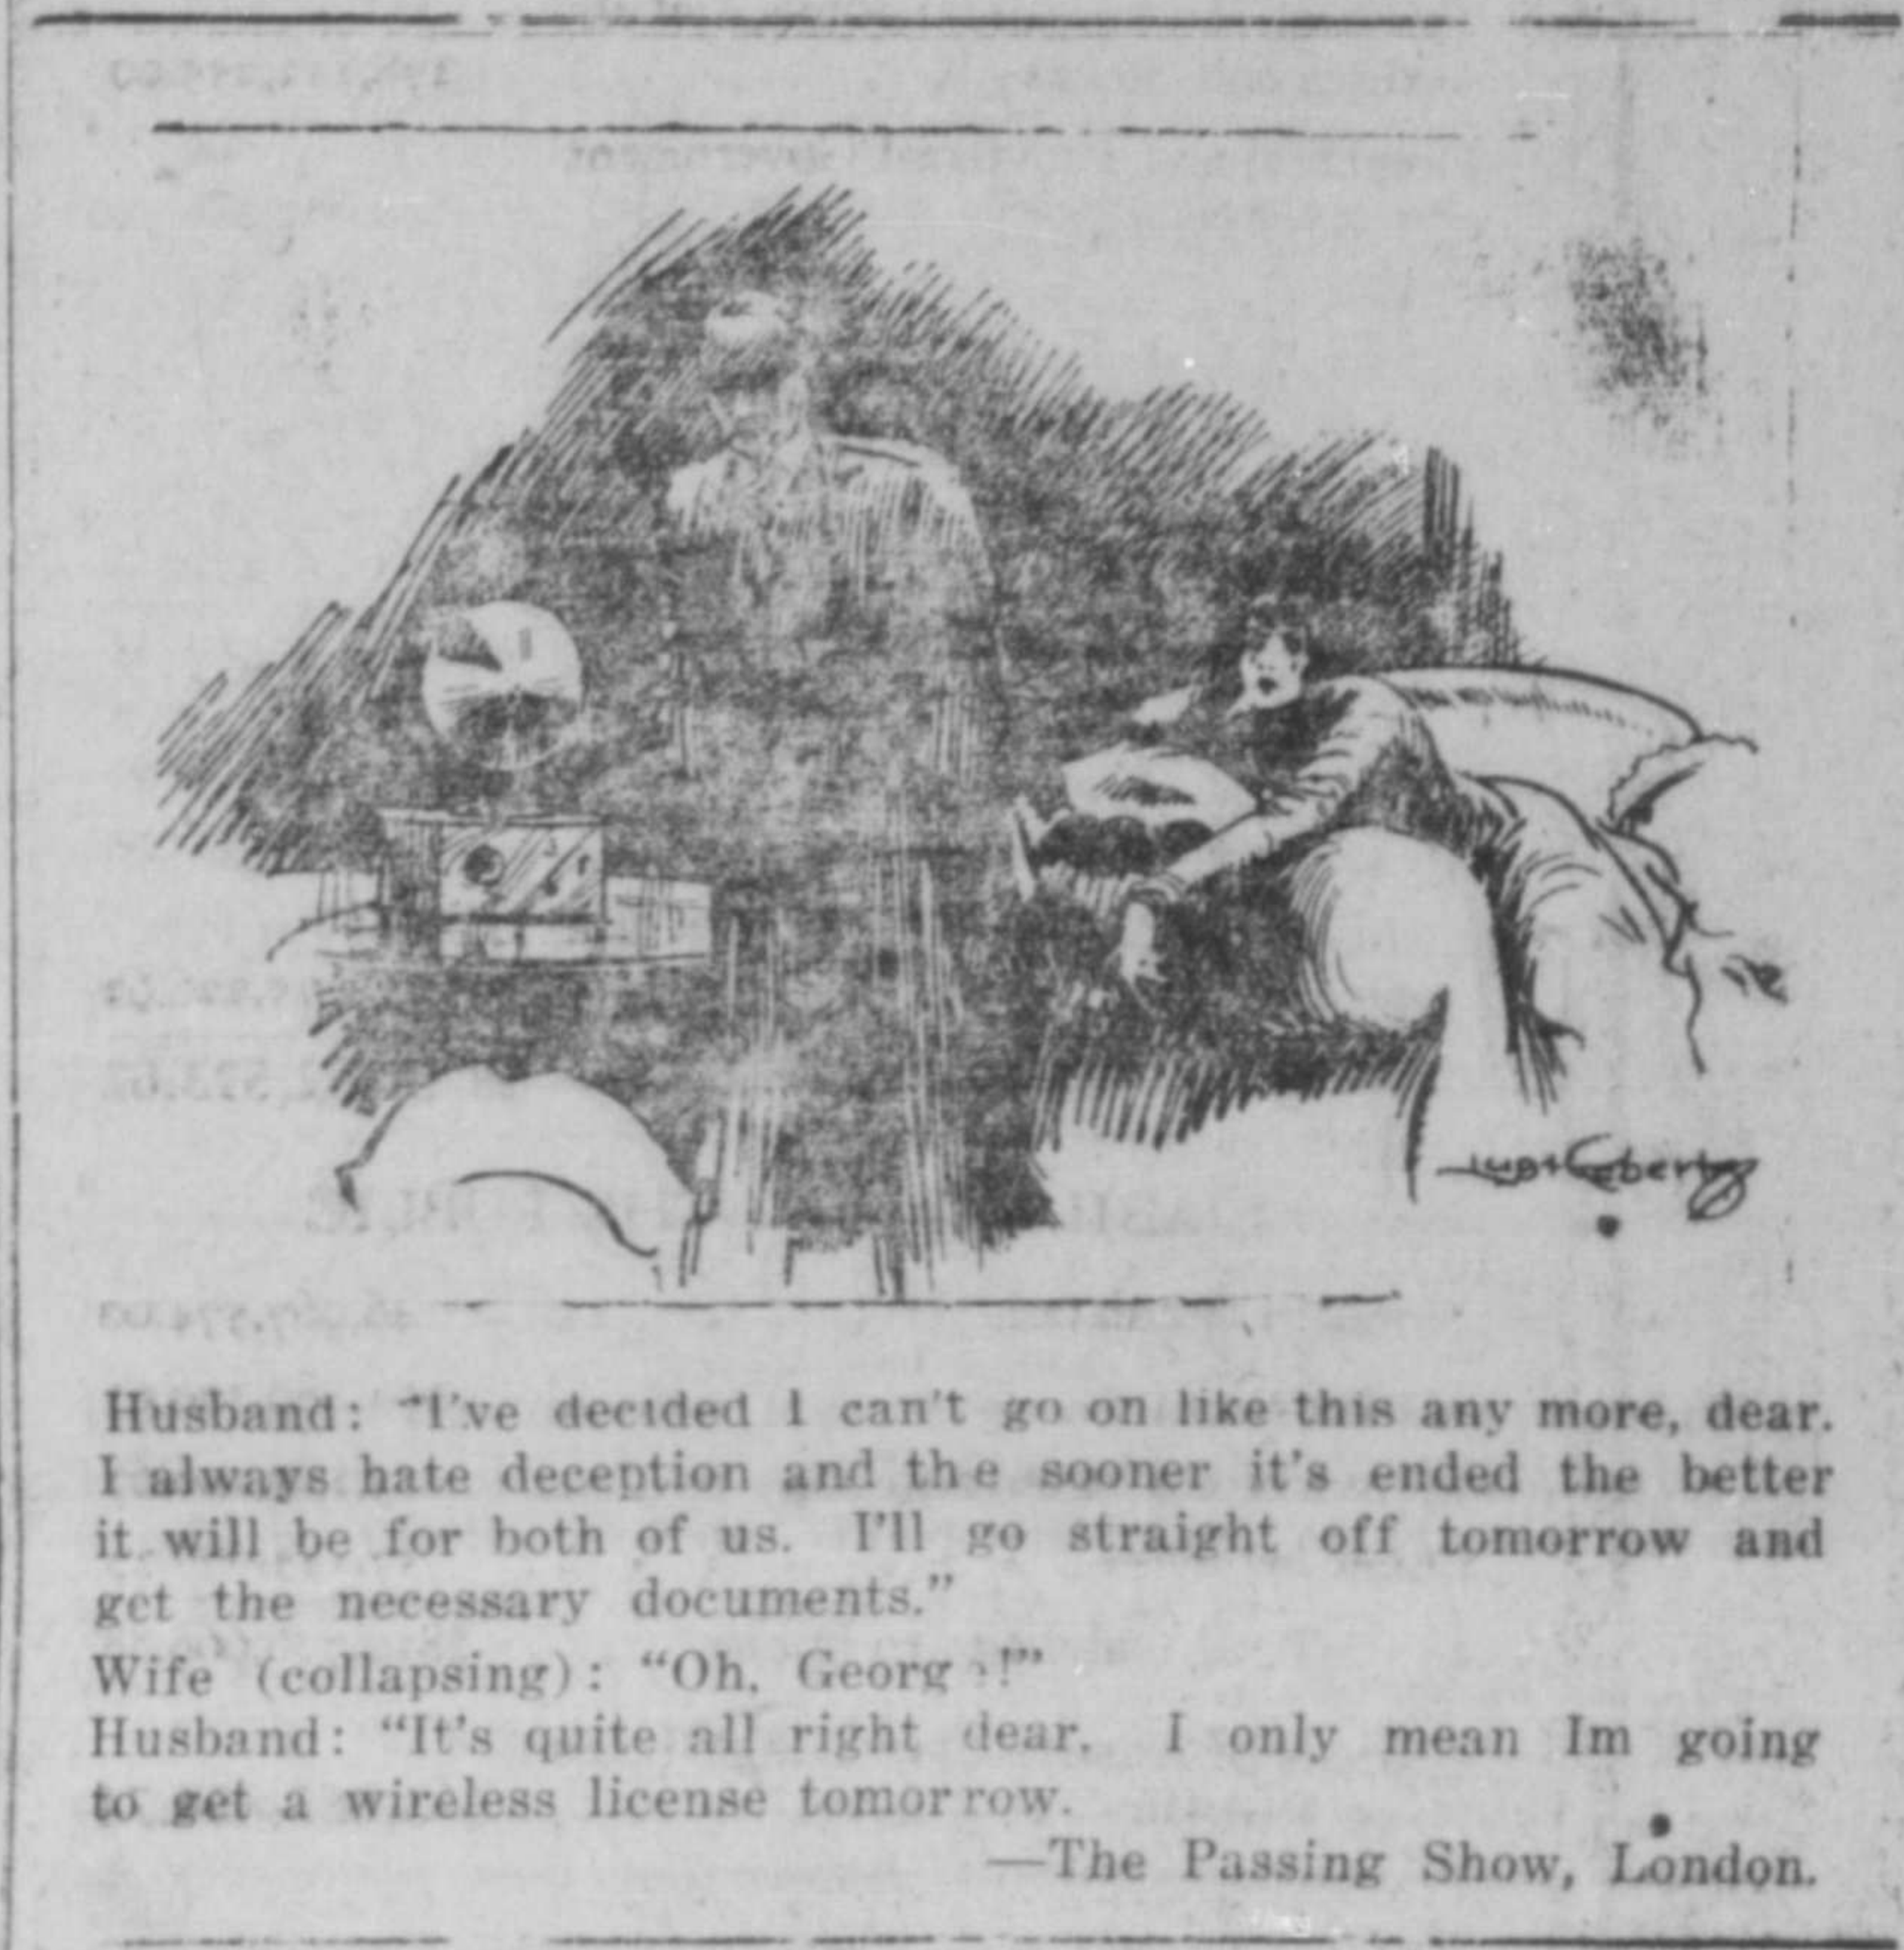 Husband: "I've decided I can't go on like this any more, dear.
I always hate deception and the sooner it's ended the better
it will be for both of us. I'll go straight off tomorrow and
get the necessary documents."
Wife (collapsing): "Oh, Georg !"
Husband: "It's quite all right dear. I only mean Im going
to get a wireless license tomorrow.
—The Passing Show, London.